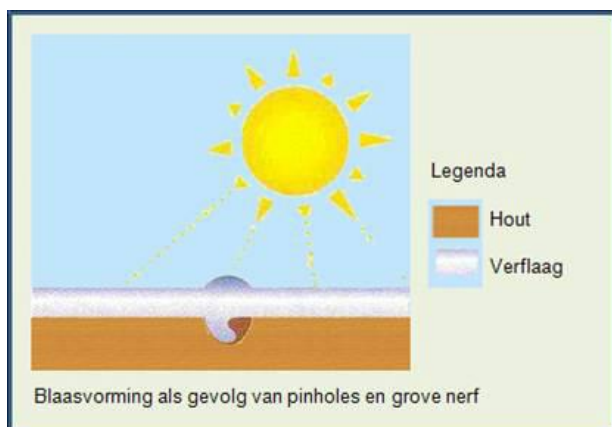 Legenda
Hout
Verflaag
Blaasvorming als gevolg van pinholes en grove nerf